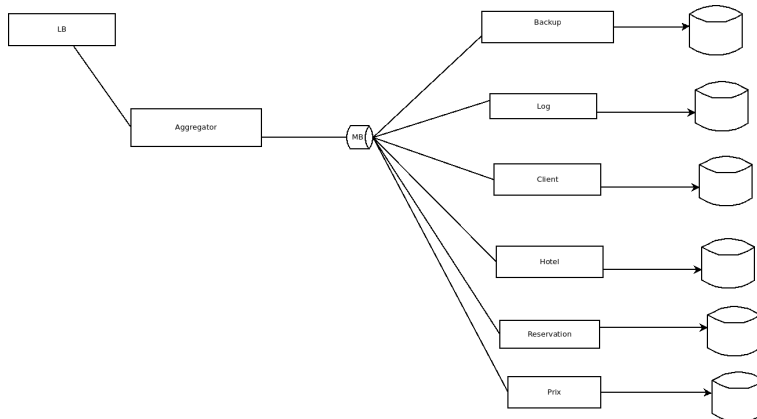 LB
Aggregator
MB
Backup
Log
Client
Hotel
Reservation
Prix